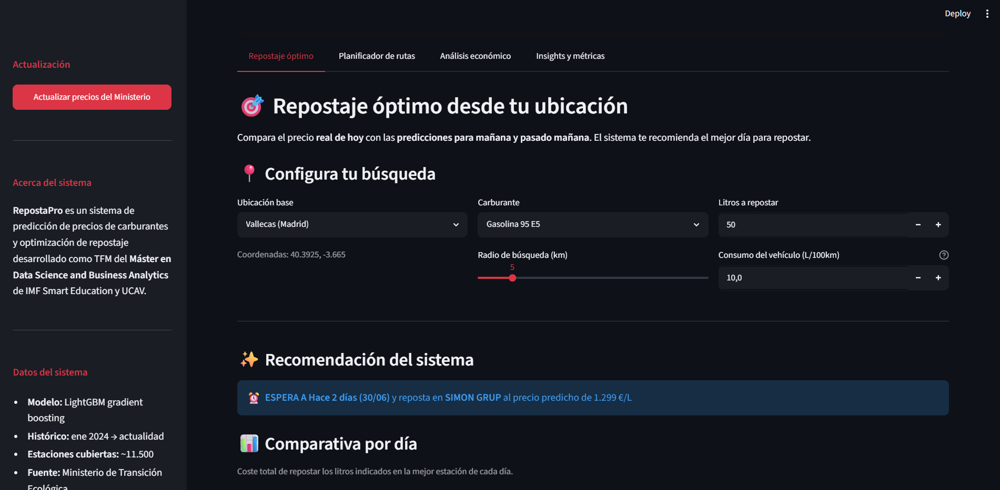 Deploy
Actualización
Actualizar precios del Ministerio
Acerca del sistema
RepostaPro es un sistema de
predicción de precios de carburantes
y optimización de repostaje
desarrollado como TFM del Máster en
Data Science and Business Analytics
de IMF Smart Education y UCAV.
Datos del sistema
Modelo: LightGBM gradient
boosting
Histórico: ene 2024 → actualidad
Estaciones cubiertas: ~11.500
Fuente: Ministerio de Transición
Ecológica
Repostaje óptimo
Planificador de rutas
Análisis económico
Insights y métricas
Repostaje óptimo desde tu ubicación
Compara el precio real de hoy con las predicciones para mañana y pasado mañana. El sistema te recomienda el mejor día para repostar.
Configura tu búsqueda
Ubicación base
Vallecas (Madrid)
Coordenadas: 40.3925, -3.665
Carburante
Gasolina 95 E5
Radio de búsqueda (km)
5
Litros a repostar
50
Consumo del vehículo (L/100km)
10,0
Recomendación del sistema
ESPERA A Hace 2 días (30/06) y reposta en SIMON GRUP al precio predicho de 1.299 €/L
Comparativa por día
Coste total de repostar los litros indicados en la mejor estación de cada día.